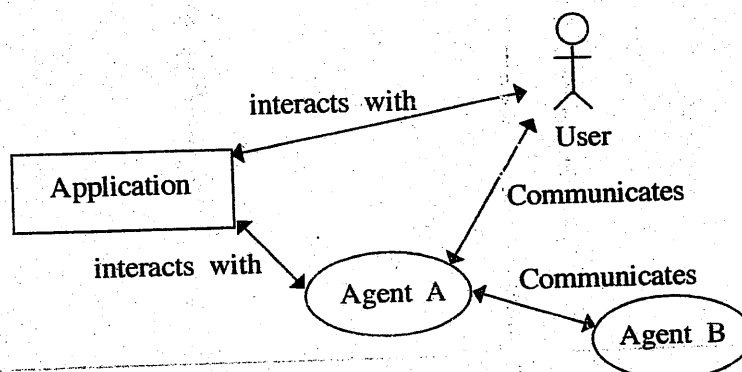 interacts with
User
Application
Communicates
interacts with
Communicates
Agent A
Agent B